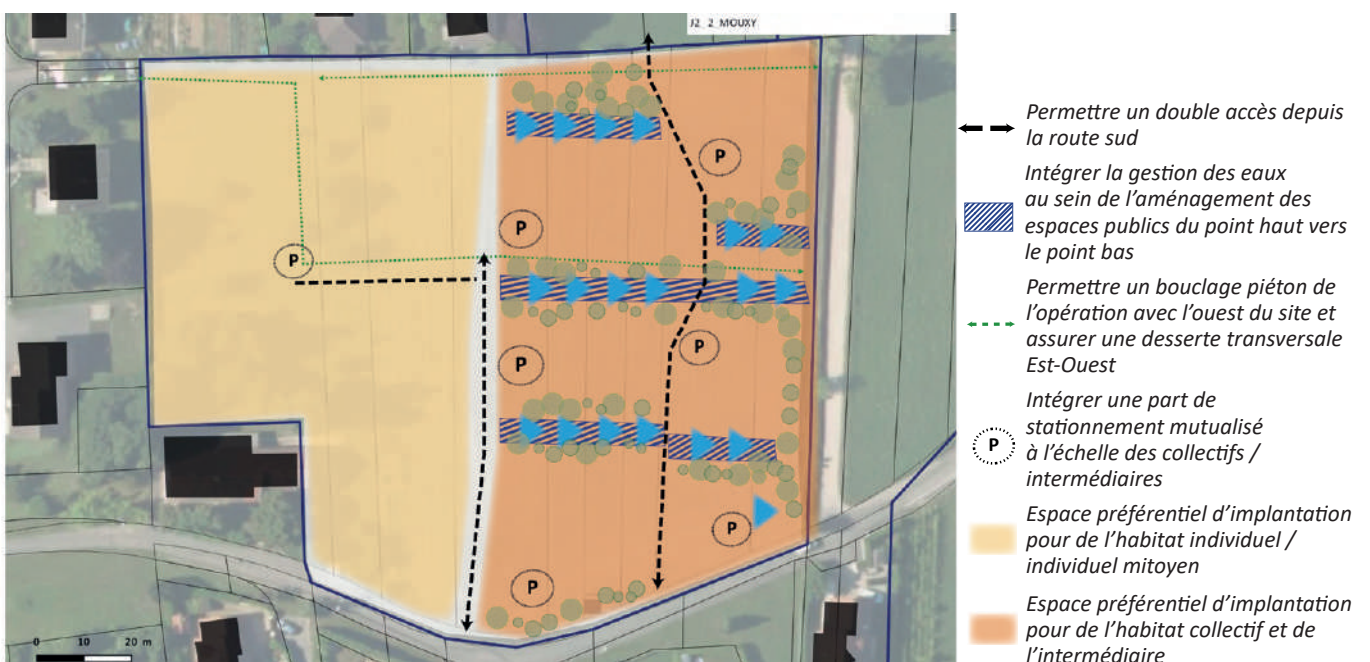 J2_2_MOUXY
P
P
P
P
P
P
P
P
0 10 20 m
Permettre un double accès depuis
la route sud
Intégrer la gestion des eaux
au sein de l’aménagement des
espaces publics du point haut vers
le point bas
Permettre un bouclage piéton de
l’opération avec l’ouest du site et
assurer une desserte transversale
Est-Ouest
P
Intégrer une part de
stationnement mutualisé
à l’échelle des collectifs /
intermédiaires
Espace préférentiel d’implantation
pour de l’habitat individuel /
individuel mitoyen
Espace préférentiel d’implantation
pour de l’habitat collectif et de
l’intermédiaire